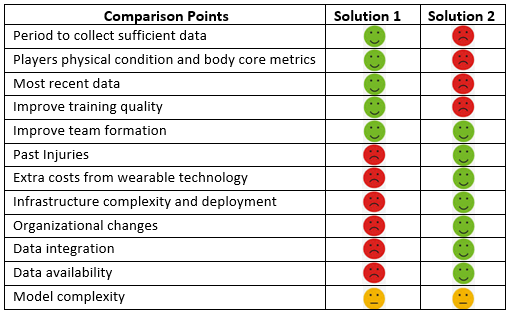 Comparison Points Solution 1 Solution 2
Period to collect sufficient data
Players physical condition and body core metrics
Most recent data
Improve training quality
Improve team formation
Past Injuries
Extra costs from wearable technology
Infrastructure complexity and deployment
Organizational changes
Data integration
Data availability
Model complexity